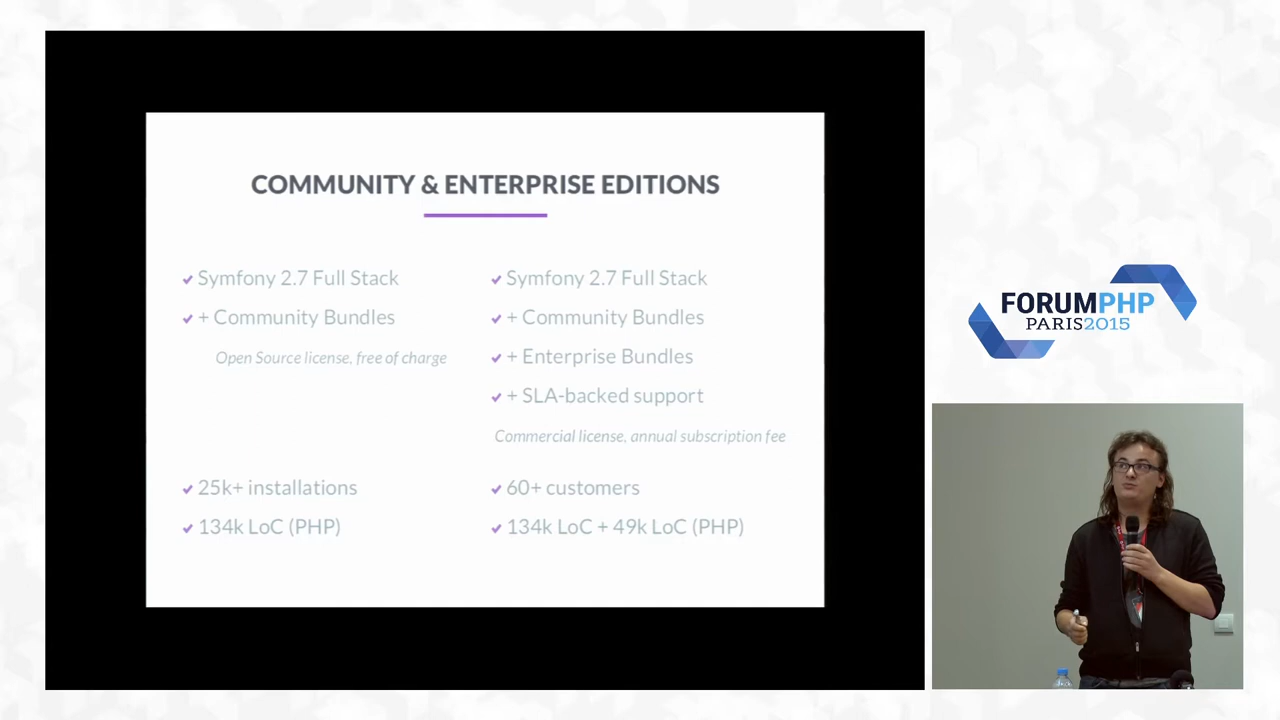 COMMUNITY & ENTERPRISE EDITIONS
✔ Symfony 2.7 Full Stack
✔ + Community Bundles
Open Source license, free of charge
✔ 25k+ installations
✔ 134k LoC (PHP)
✔ Symfony 2.7 Full Stack
✔ + Community Bundles
✔ + Enterprise Bundles
✔ + SLA-backed support
Commercial license, annual subscription fee
✔ 60+ customers
✔ 134k LoC + 49k LoC (PHP)
FORUMPHP
PARIS2015